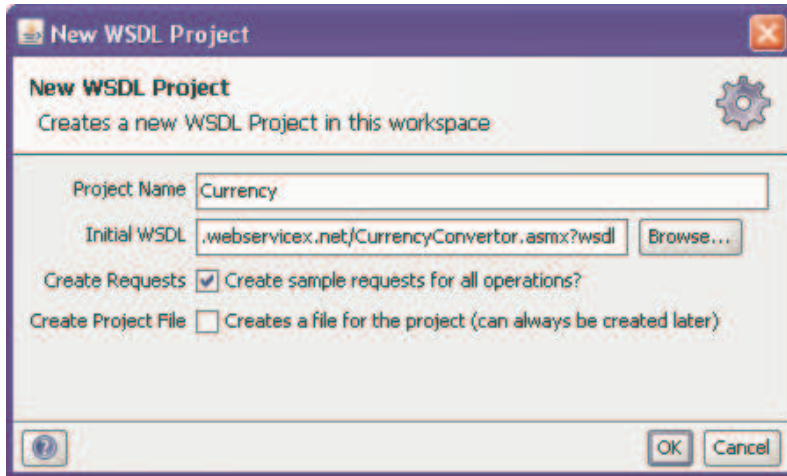 New WSDL Project
New WSDL Project
Creates a new WSDL Project in this workspace
Project Name Currency
Initial WSDL .webservicex.net/CurrencyConvertor.asmx?wsdl Browse...
Create Requests Create sample requests for all operations?
Create Project File Creates a file for the project (can always be created later)
? OK Cancel